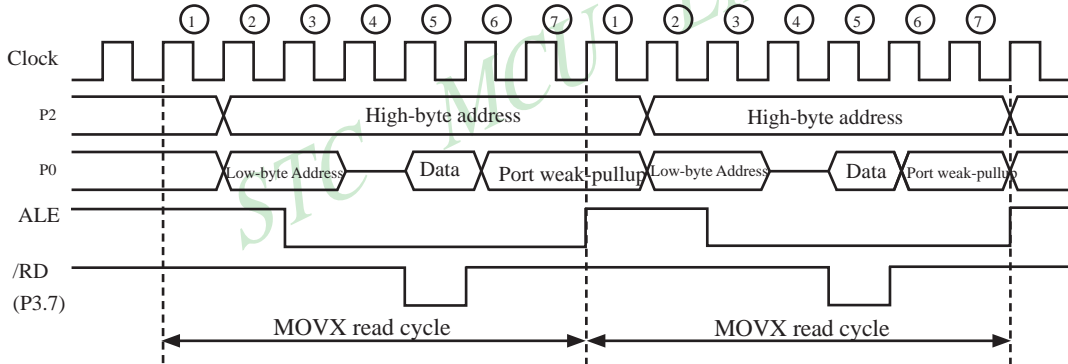 1 2 3 4 5 6 7 1 2 3 4 5 6 7
Clock
P2 High-byte address High-byte address
P0 Low-byte Address Data Port weak-pullup Low-byte Address Data Port weak-pullup
ALE
/RD
(P3.7)
MOVX read cycle MOVX read cycle
STC MCU